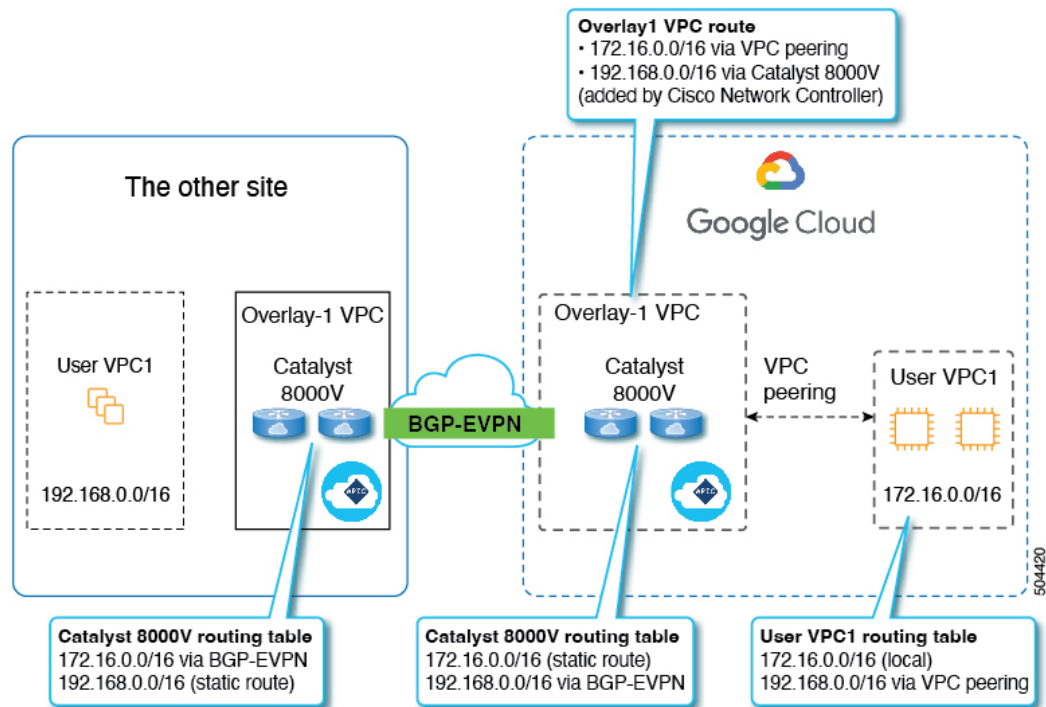 Overlay1 VPC route
• 172.16.0.0/16 via VPC peering
• 192.168.0.0/16 via Catalyst 8000V
(added by Cisco Network Controller)
The other site
Google Cloud
User VPC1
192.168.0.0/16
Overlay-1 VPC
Catalyst
8000V
APIC
BGP-EVPN
Overlay-1 VPC
Catalyst
8000V
APIC
VPC
peering
User VPC1
172.16.0.0/16
504420
Catalyst 8000V routing table
172.16.0.0/16 via BGP-EVPN
192.168.0.0/16 (static route)
Catalyst 8000V routing table
172.16.0.0/16 (static route)
192.168.0.0/16 via BGP-EVPN
User VPC1 routing table
172.16.0.0/16 (local)
192.168.0.0/16 via VPC peering